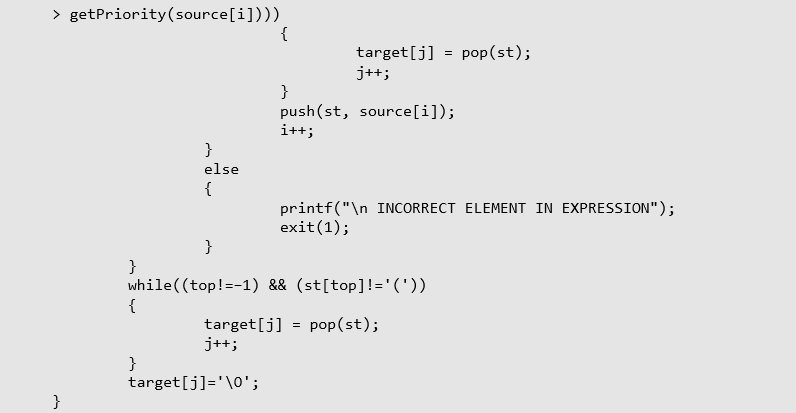 > getPriority(source[i])))
{
target[j] = pop(st);
j++;
}
push(st, source[i]);
i++;
}
else
{
printf("\n INCORRECT ELEMENT IN EXPRESSION");
exit(1);
}
}
while((top!=–1) && (st[top]!='('))
{
target[j] = pop(st);
j++;
}
target[j]='\0';
}